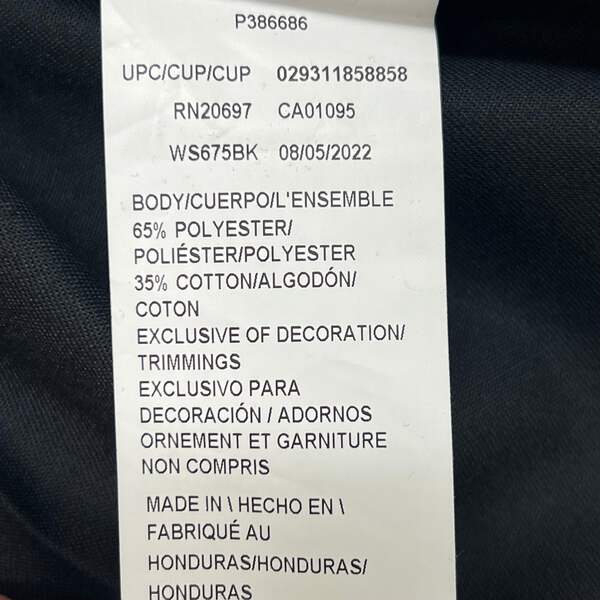 P386686
UPC/CUP/CUP 029311858858
RN20697 CA01095
WS675BK 08/05/2022
BODY/CUERPO/L'ENSEMBLE
65% POLYESTER/
POLIÉSTER/POLYESTER
35% COTTON/ALGODÓN/
COTON
EXCLUSIVE OF DECORATION/
TRIMMINGS
EXCLUSIVO PARA
DECORACIÓN / ADORNOS
ORNEMENT ET GARNITURE
NON COMPRIS
MADE IN \ HECHO EN \
FABRIQUÉ AU
HONDURAS/HONDURAS/
HONDURAS